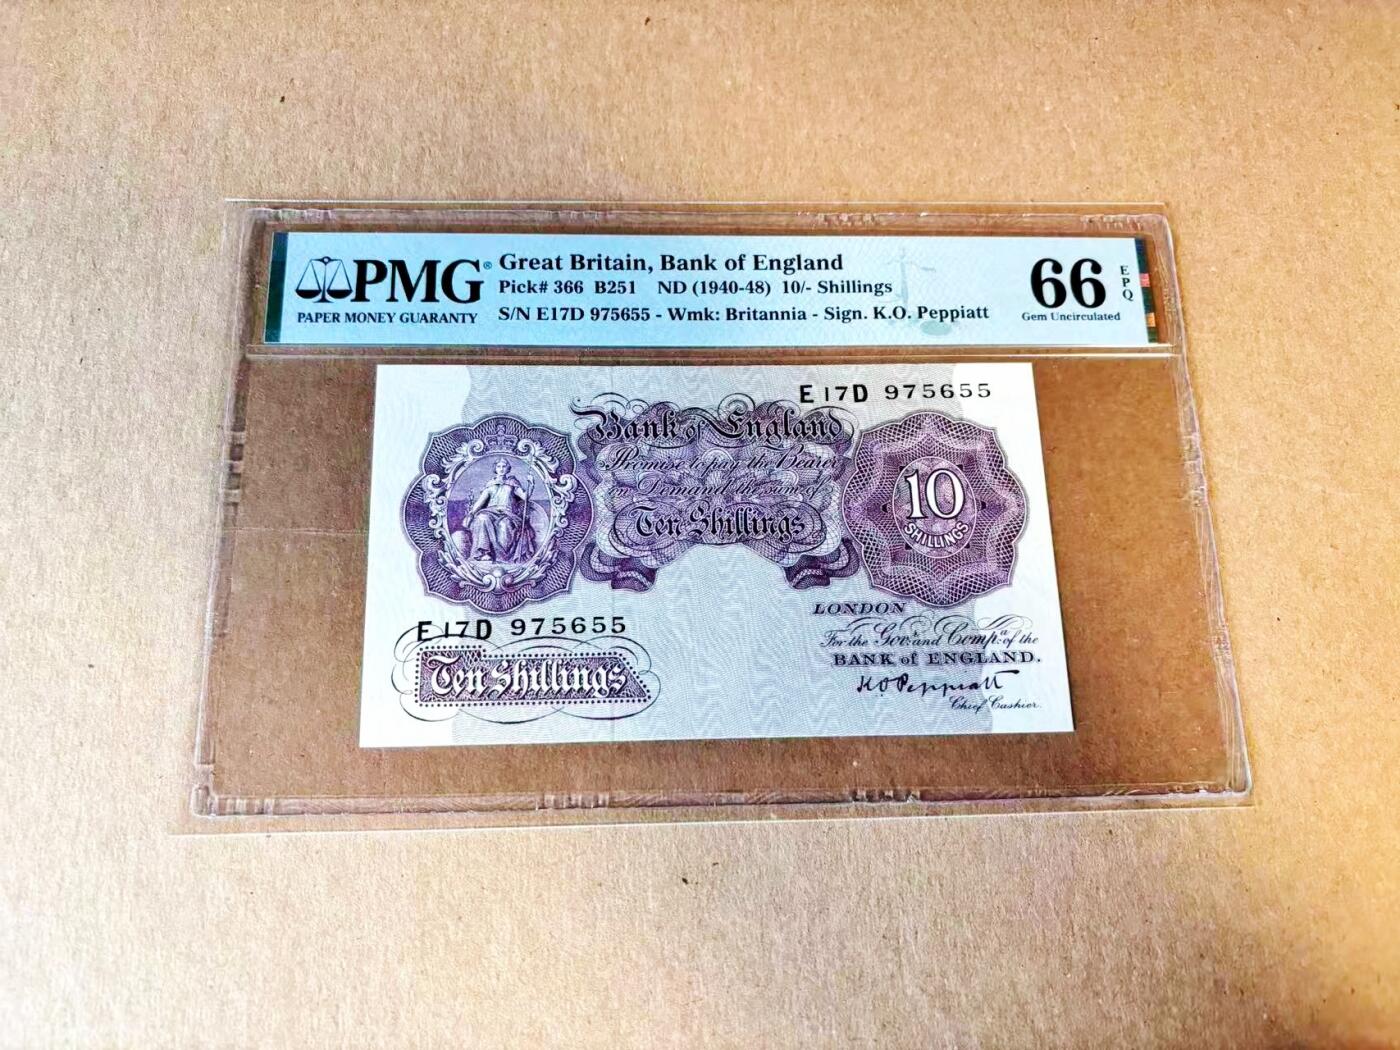 PMG®
PAPER MONEY GUARANTY
Great Britain, Bank of England
Pick# 366 B251 ND (1940-48) 10/- Shillings
S/N E17D 975655 - Wmk: Britannia - Sign. K.O. Peppiatt
66
EPQ
Gem Uncirculated
E17D 975655
Bank of England
Promise to pay the Bearer
on Demand the Sum of
Ten Shillings
10
SHILLINGS
E17D 975655
Ten Shillings
LONDON
For the Govr. and Compa. of the
BANK of ENGLAND.
K O Peppiatt
Chief Cashier.